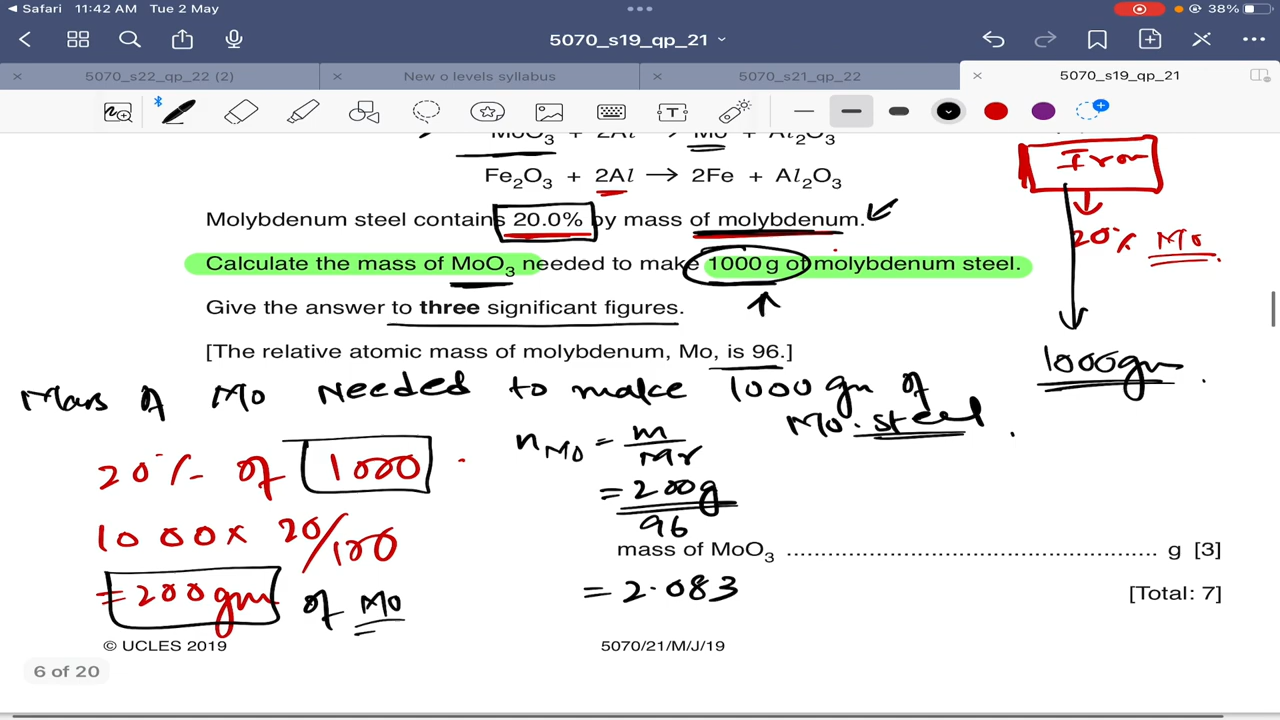 Safari 11:42 AM Tue 2 May 38%
5070_s19_qp_21
5070_s22_qp_22 (2) New o levels syllabus 5070_s21_qp_22 5070_s19_qp_21
MoO3 + 2Al → Mo + Al2O3
Fe2O3 + 2Al → 2Fe + Al2O3
Iron
20% Mo
1000gm
Molybdenum steel contains 20.0% by mass of molybdenum.
Calculate the mass of MoO3 needed to make 1000 g of molybdenum steel.
Give the answer to three significant figures.
[The relative atomic mass of molybdenum, Mo, is 96.]
Mass of Mo Needed to make 1000 gm of
Mo. steel.
20% of 1000
1000 x 20/100
= 200gm of Mo
nMo = m/Mr
= 200g/96
= 2.083
mass of MoO3 ........................................................ g [3]
[Total: 7]
© UCLES 2019 5070/21/M/J/19
6 of 20